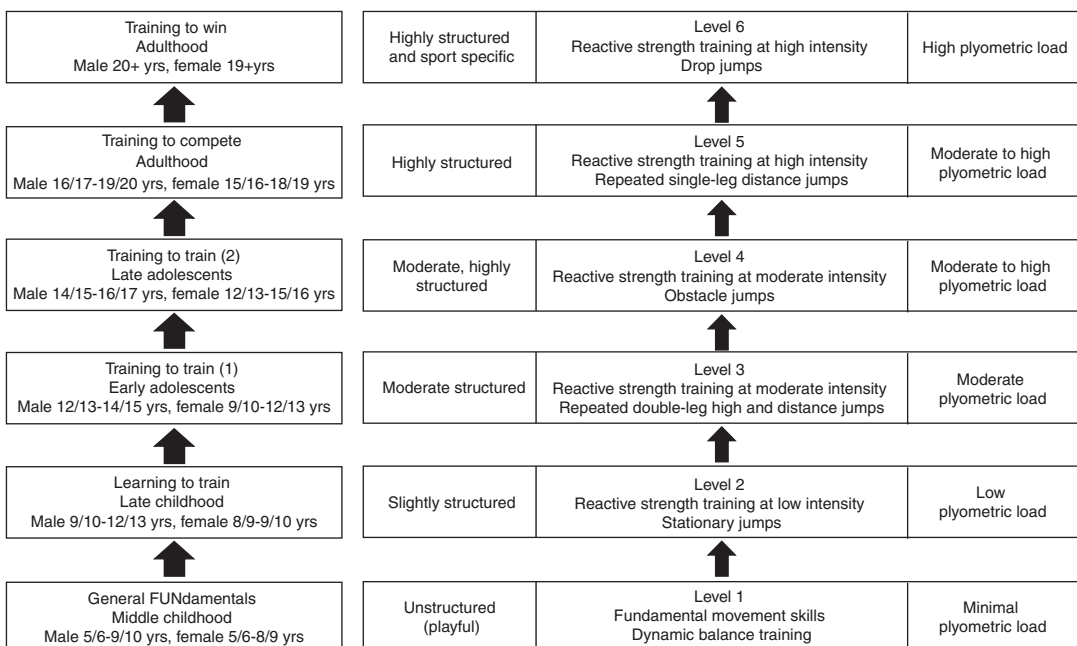 Training to win
Adulthood
Male 20+ yrs, female 19+yrs
Highly structured
and sport specific
Level 6
Reactive strength training at high intensity
Drop jumps
High plyometric load
Training to compete
Adulthood
Male 16/17-19/20 yrs, female 15/16-18/19 yrs
Highly structured
Level 5
Reactive strength training at high intensity
Repeated single-leg distance jumps
Moderate to high
plyometric load
Training to train (2)
Late adolescents
Male 14/15-16/17 yrs, female 12/13-15/16 yrs
Moderate, highly
structured
Level 4
Reactive strength training at moderate intensity
Obstacle jumps
Moderate to high
plyometric load
Training to train (1)
Early adolescents
Male 12/13-14/15 yrs, female 9/10-12/13 yrs
Moderate structured
Level 3
Reactive strength training at moderate intensity
Repeated double-leg high and distance jumps
Moderate
plyometric load
Learning to train
Late childhood
Male 9/10-12/13 yrs, female 8/9-9/10 yrs
Slightly structured
Level 2
Reactive strength training at low intensity
Stationary jumps
Low
plyometric load
General FUNdamentals
Middle childhood
Male 5/6-9/10 yrs, female 5/6-8/9 yrs
Unstructured
(playful)
Level 1
Fundamental movement skills
Dynamic balance training
Minimal
plyometric load